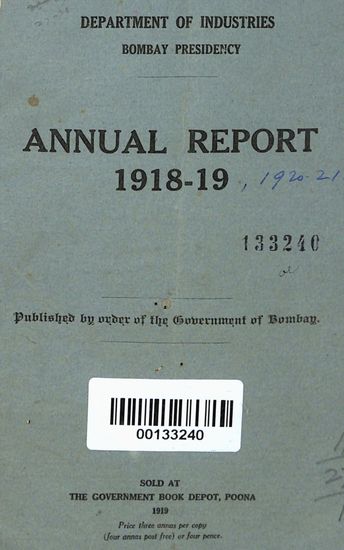 DEPARTMENT OF INDUSTRIES
BOMBAY PRESIDENCY
ANNUAL REPORT
1918-19, 1920-21
133240
Published by order of the Government of Bombay.
00133240
SOLD AT
THE GOVERNMENT BOOK DEPOT, POONA
1919
Price three annas per copy
(four annas post free) or four pence.